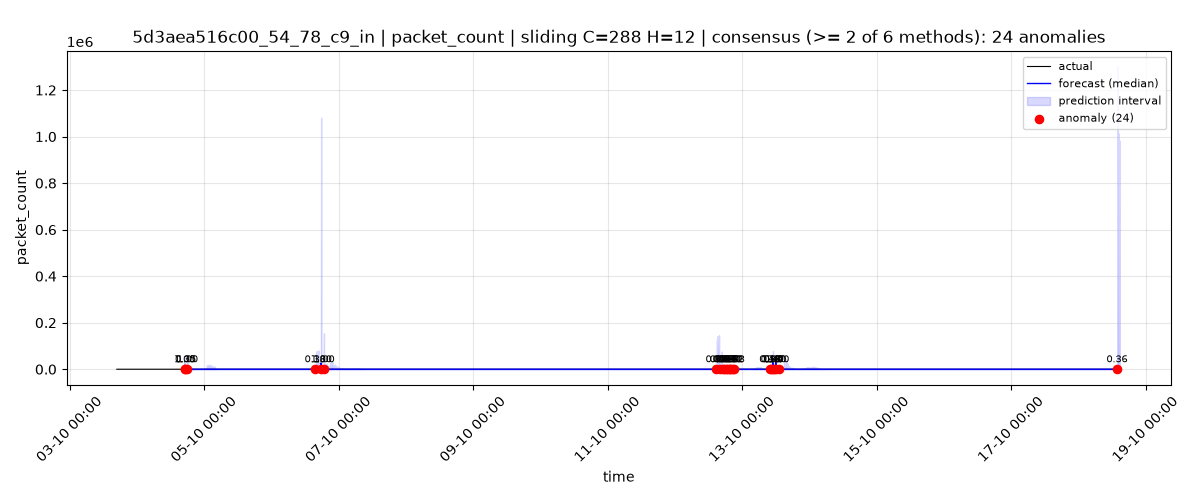 5d3aea516c00_54_78_c9_in | packet_count | sliding C=288 H=12 | consensus (>= 2 of 6 methods): 24 anomalies
1e6
actual
forecast (median)
prediction interval
anomaly (24)
1.2
1.0
0.8
0.6
0.4
0.2
0.0
packet_count
0.36
03-10 00:00
05-10 00:00
07-10 00:00
09-10 00:00
11-10 00:00
13-10 00:00
15-10 00:00
17-10 00:00
19-10 00:00
time